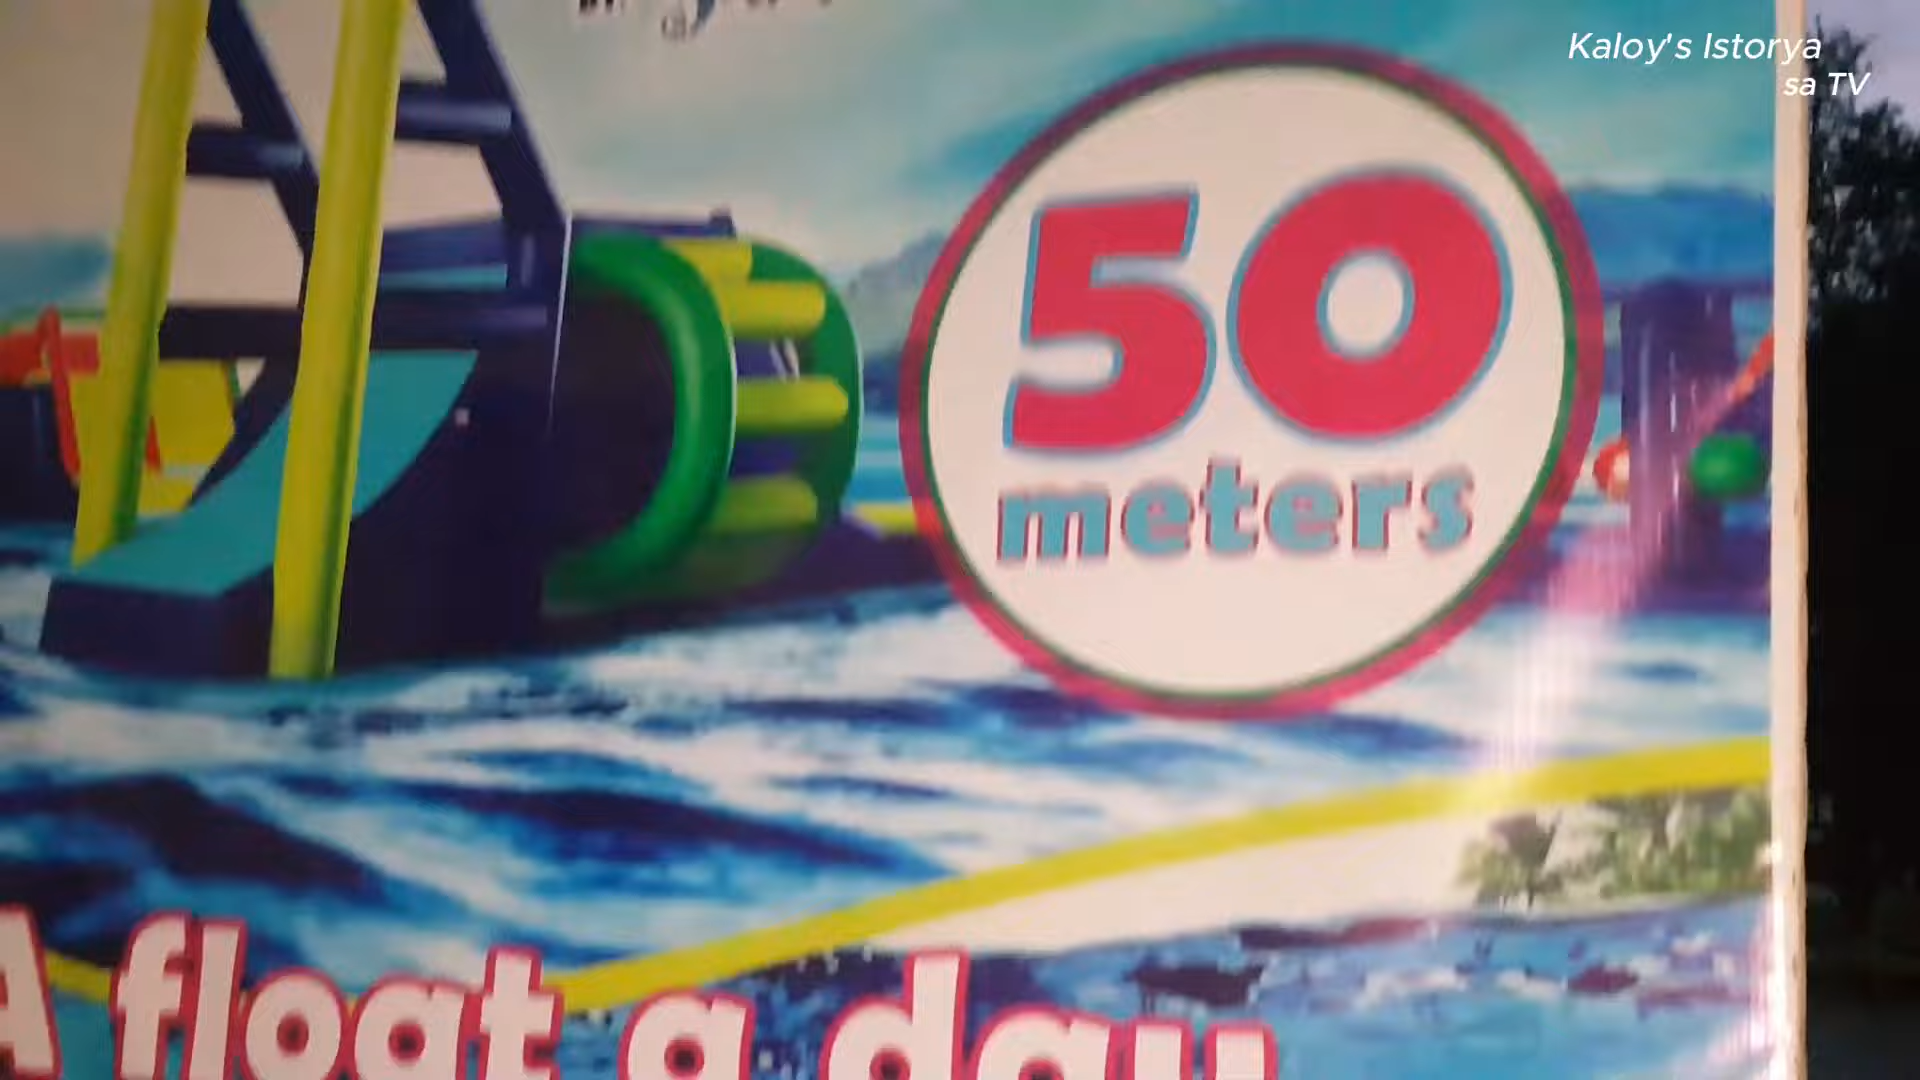 Kaloy's Istorya
sa TV
50
meters
A float a day